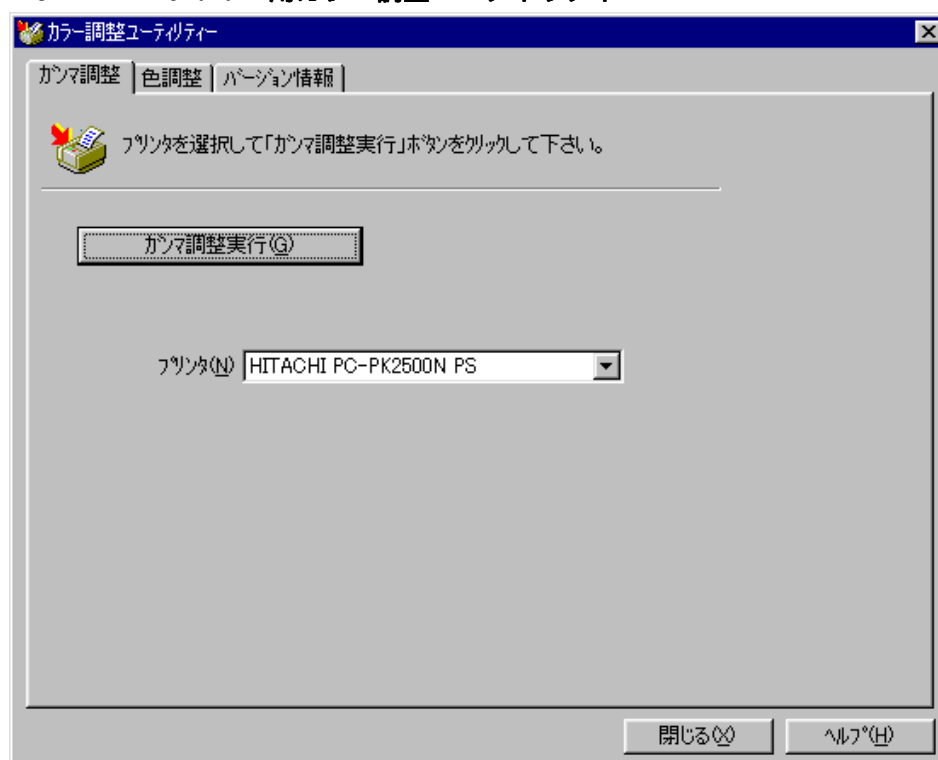 カラー調整ユーティリティー
ガンマ調整 色調整 バージョン情報
プリンタを選択して「ガンマ調整実行」ボタンをクリックして下さい。
ガンマ調整実行(G)
プリンタ(N) HITACHI PC-PK2500N PS
閉じる(X) ヘルプ(H)